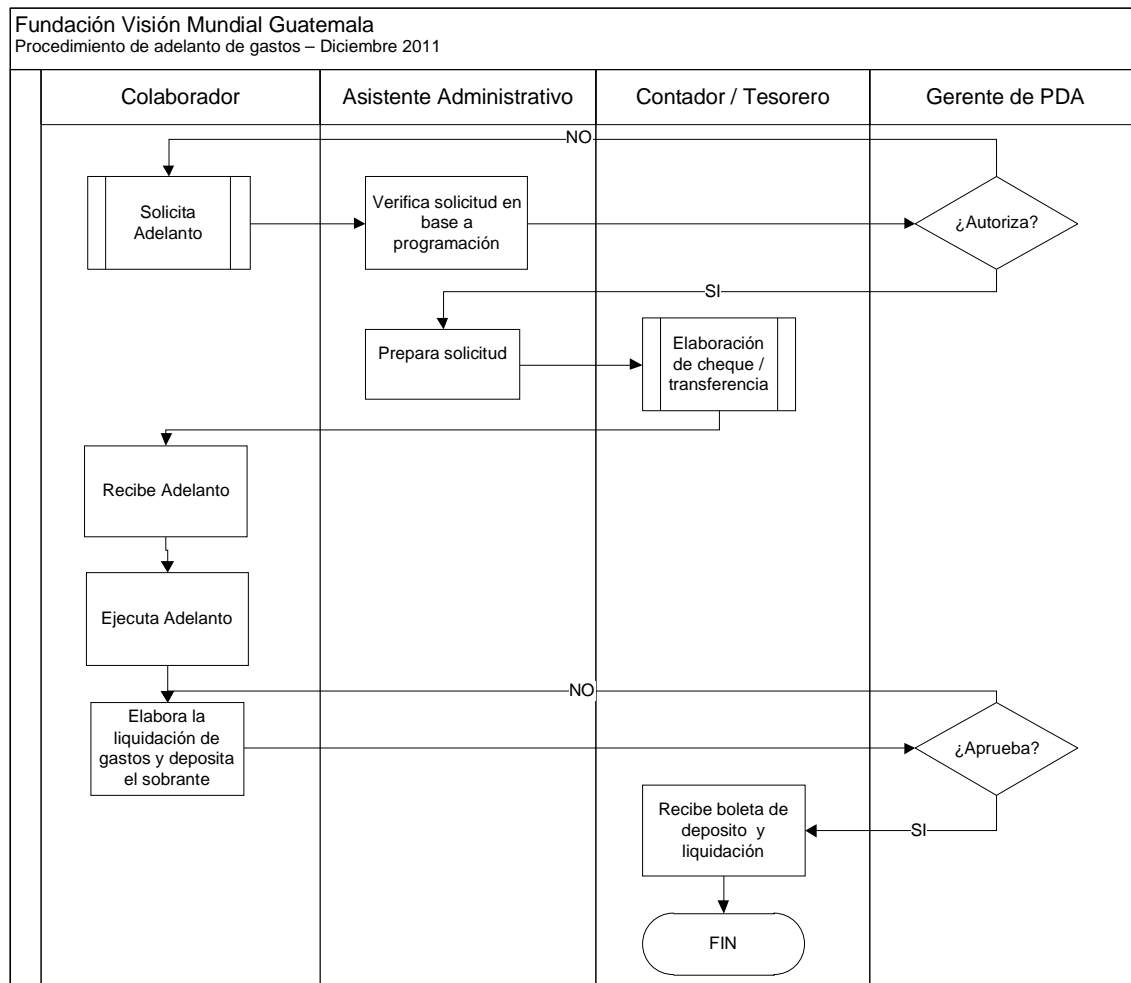 Fundación Visión Mundial Guatemala
Procedimiento de adelanto de gastos – Diciembre 2011
Colaborador
Asistente Administrativo
Contador / Tesorero
Gerente de PDA
NO
Solicita
Adelanto
Verifica solicitud en
base a
programación
¿Autoriza?
SI
Prepara solicitud
Elaboración
de cheque /
transferencia
Recibe Adelanto
Ejecuta Adelanto
NO
Elabora la
liquidación de
gastos y deposita
el sobrante
¿Aprueba?
SI
Recibe boleta de
deposito y
liquidación
FIN